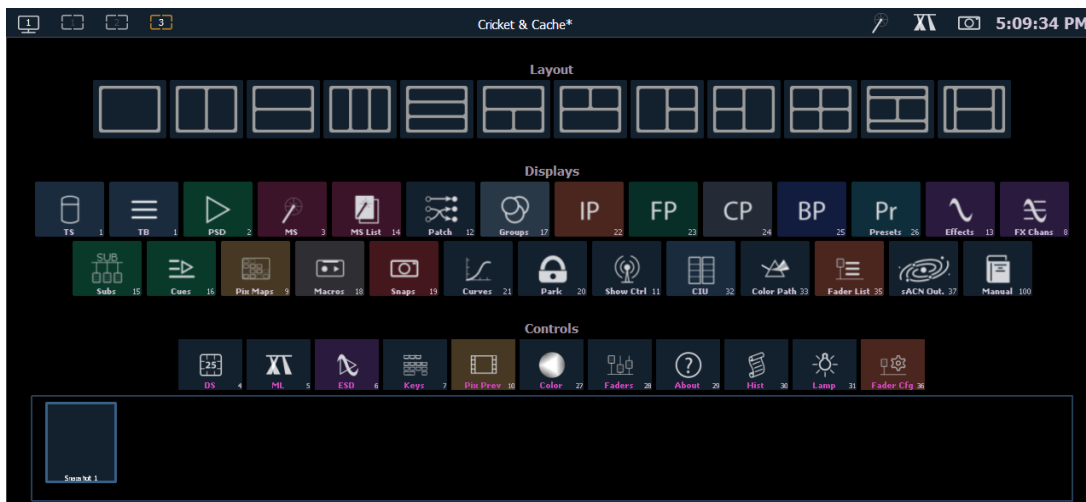 1 1 2 3 Cricket & Cache* 5:09:34 PM
Layout
Displays
IP FP CP BP Pr
TS 1 TB 1 PSD 2 MS 3 MS List 14 Patch 12 Groups 17 22 23 24 25 Presets 26 Effects 13 FX Chans 8
SUB
Subs 15 Cues 16 Pix Maps 9 Macros 18 Snaps 19 Curves 21 Park 20 Show Ctrl 11 CIU 32 Color Path 33 Fader List 35 sACN Out. 37 Manual 100
Controls
25 ?
DS 4 ML 5 ESD 6 Keys 7 Pix Prev 10 Color 27 Faders 28 About 29 Hist 30 Lamp 31 Fader Cfg 36
Snapshot 1